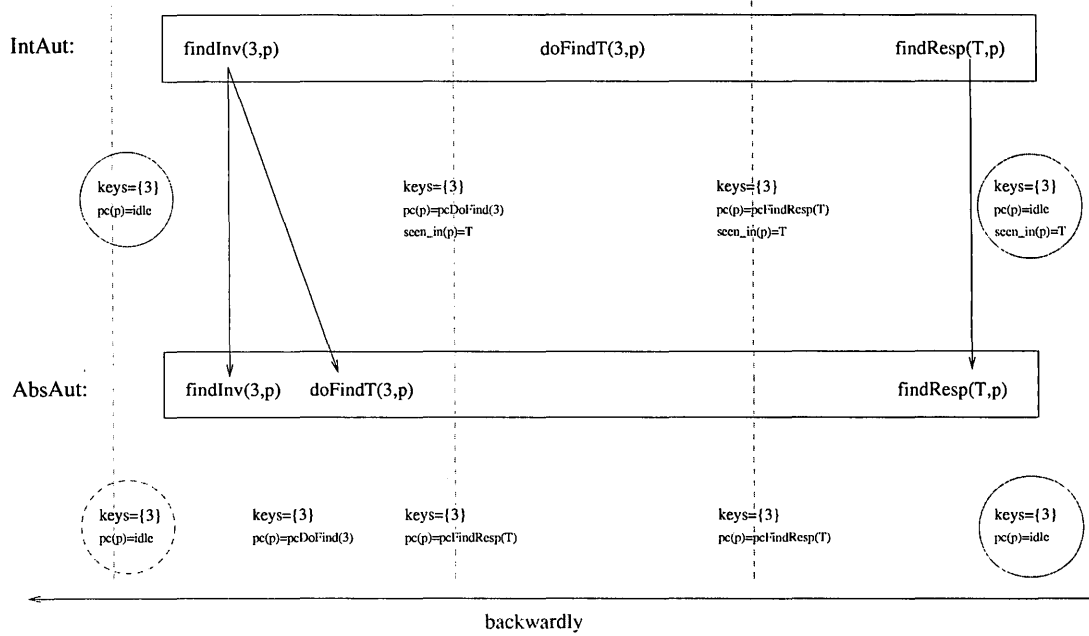 IntAut:
findInv(3,p) doFindT(3,p) findResp(T,p)
keys={3} keys={3} keys={3} keys={3}
pc(p)=idle pc(p)=pcDoFind(3) pc(p)=pcFindResp(T) pc(p)=idle
seen_in(p)=T seen_in(p)=T seen_in(p)=T
AbsAut:
findInv(3,p) doFindT(3,p) findResp(T,p)
keys={3} keys={3} keys={3} keys={3} keys={3}
pc(p)=idle pc(p)=pcDoFind(3) pc(p)=pcFindResp(T) pc(p)=pcFindResp(T) pc(p)=idle
backwardly